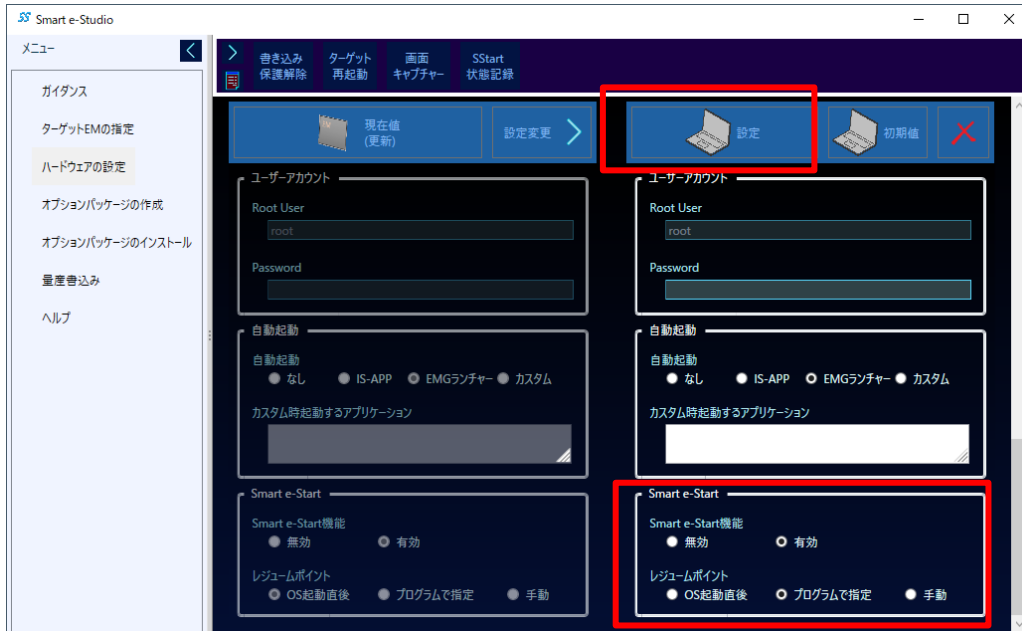 Smart e-Studio
メニュー
ガイダンス
ターゲットEMの指定
ハードウェアの設定
オプションパッケージの作成
オプションパッケージのインストール
量産書込み
ヘルプ
書き込み
保護解除
ターゲット
再起動
画面
キャプチャー
SStart
状態記録
現在値
(更新)
設定変更
設定
初期値
ユーザーアカウント
Root User
root
Password
自動起動
自動起動
なし IS-APP EMGランチャー カスタム
カスタム時起動するアプリケーション
Smart e-Start
Smart e-Start機能
無効 有効
レジュームポイント
OS起動直後 プログラムで指定 手動
ユーザーアカウント
Root User
root
Password
自動起動
自動起動
なし IS-APP EMGランチャー カスタム
カスタム時起動するアプリケーション
Smart e-Start
Smart e-Start機能
無効 有効
レジュームポイント
OS起動直後 プログラムで指定 手動